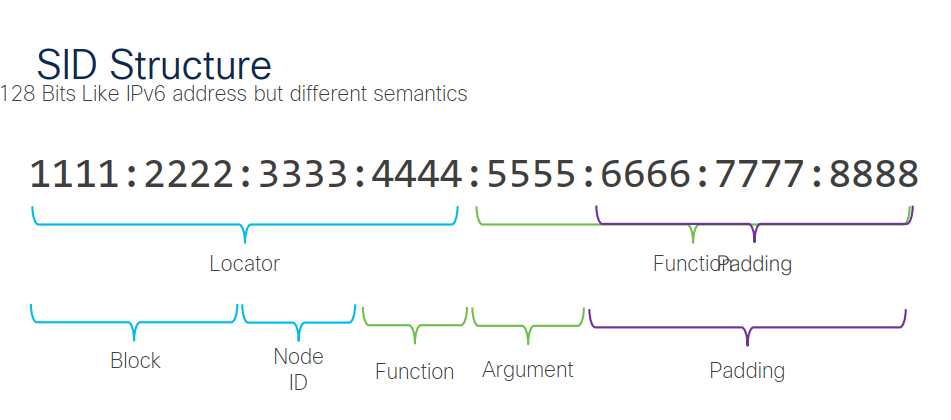 SID Structure
128 Bits Like IPv6 address but different semantics
1111:2222:3333:4444:5555:6666:7777:8888
Locator
Function
Padding
Block
Node
ID
Function
Argument
Padding